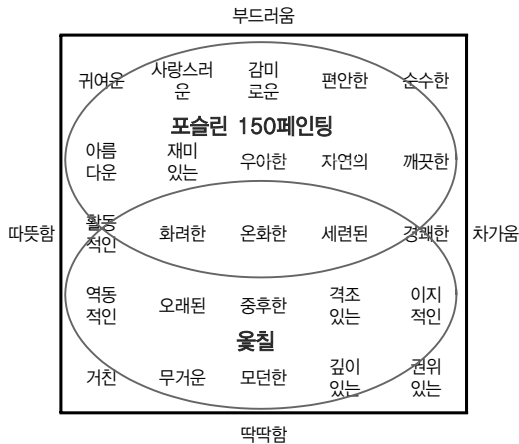 부드러움
귀여운 사랑스러 감미 편안한 순수한
운 로운
포슬린 150페인팅
아름 재미 우아한 자연의 깨끗한
다운 있는
따뜻함 활동 화려한 온화한 세련된 경쾌한 차가움
적인
역동 오래된 중후한 격조 이지
적인 있는 적인
옻칠
거친 무거운 모던한 깊이 권위
있는 있는
딱딱함